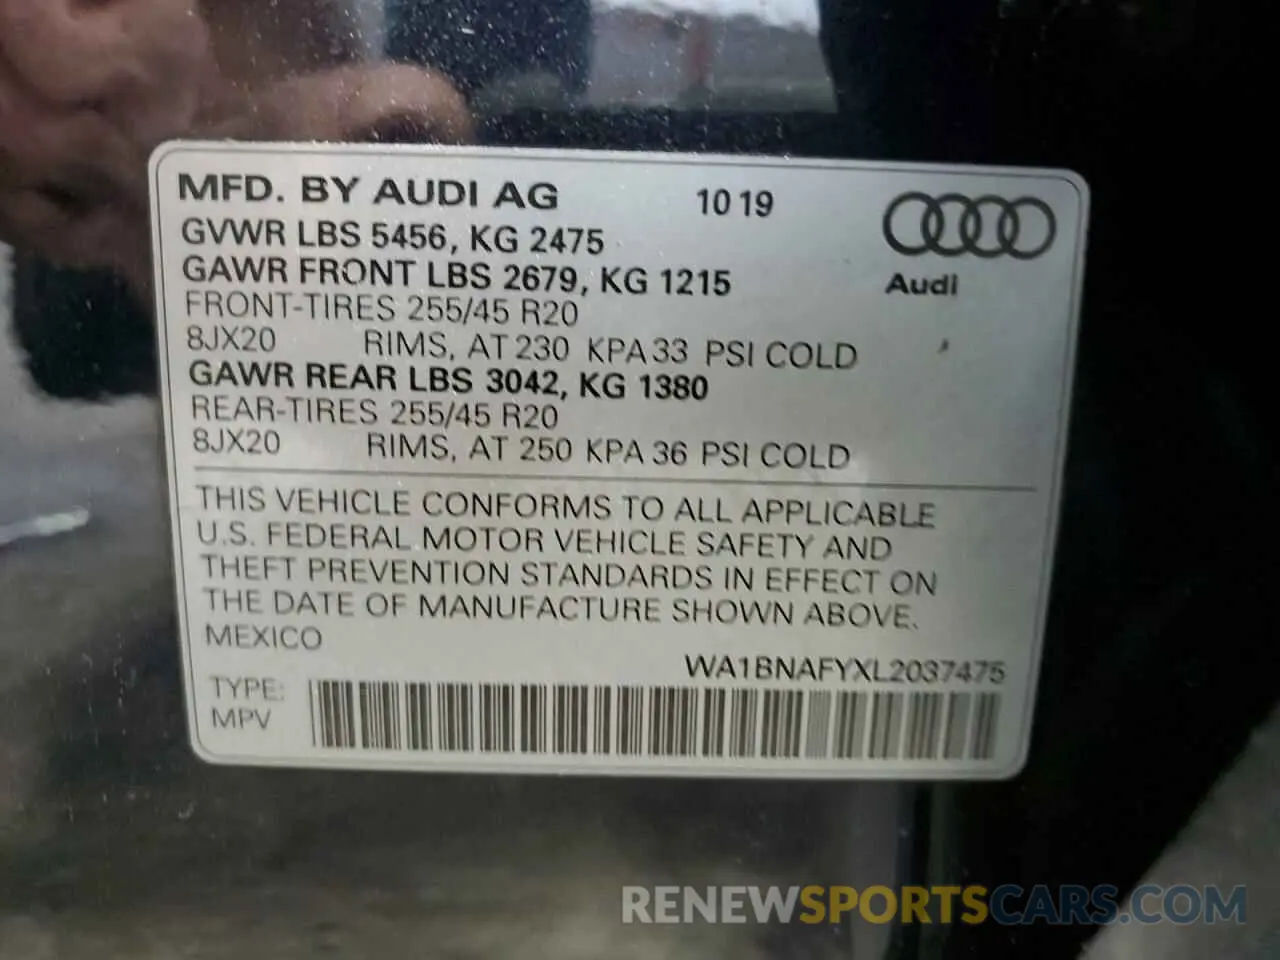 MFD. BY AUDI AG 10 19
GVWR LBS 5456, KG 2475
GAWR FRONT LBS 2679, KG 1215
Audi
FRONT-TIRES 255/45 R20
8JX20 RIMS, AT 230 KPA 33 PSI COLD
GAWR REAR LBS 3042, KG 1380
REAR-TIRES 255/45 R20
8JX20 RIMS, AT 250 KPA 36 PSI COLD
THIS VEHICLE CONFORMS TO ALL APPLICABLE
U.S. FEDERAL MOTOR VEHICLE SAFETY AND
THEFT PREVENTION STANDARDS IN EFFECT ON
THE DATE OF MANUFACTURE SHOWN ABOVE.
MEXICO
WA1BNAFYXL2037475
TYPE:
MPV
RENEWSPORTSCARS.COM